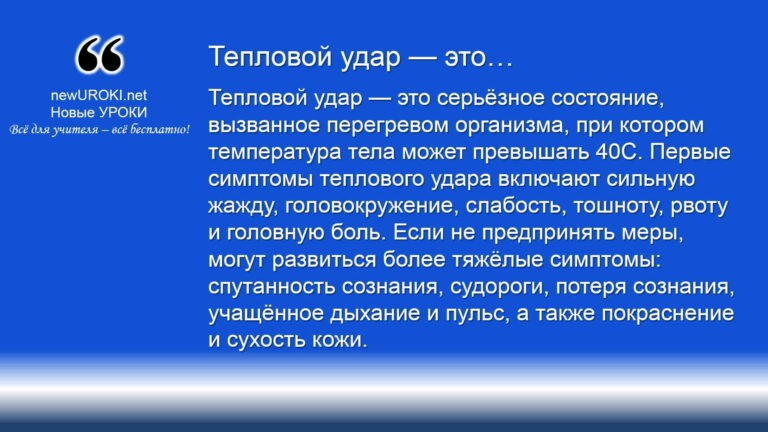 ❝
newUROKI.net
Новые УРОКИ
Всё для учителя – всё бесплатно!
Тепловой удар — это…
Тепловой удар — это серьёзное состояние,
вызванное перегревом организма, при котором
температура тела может превышать 40С. Первые
симптомы теплового удара включают сильную
жажду, головокружение, слабость, тошноту, рвоту
и головную боль. Если не предпринять меры,
могут развиться более тяжёлые симптомы:
спутанность сознания, судороги, потеря сознания,
учащённое дыхание и пульс, а также покраснение
и сухость кожи.